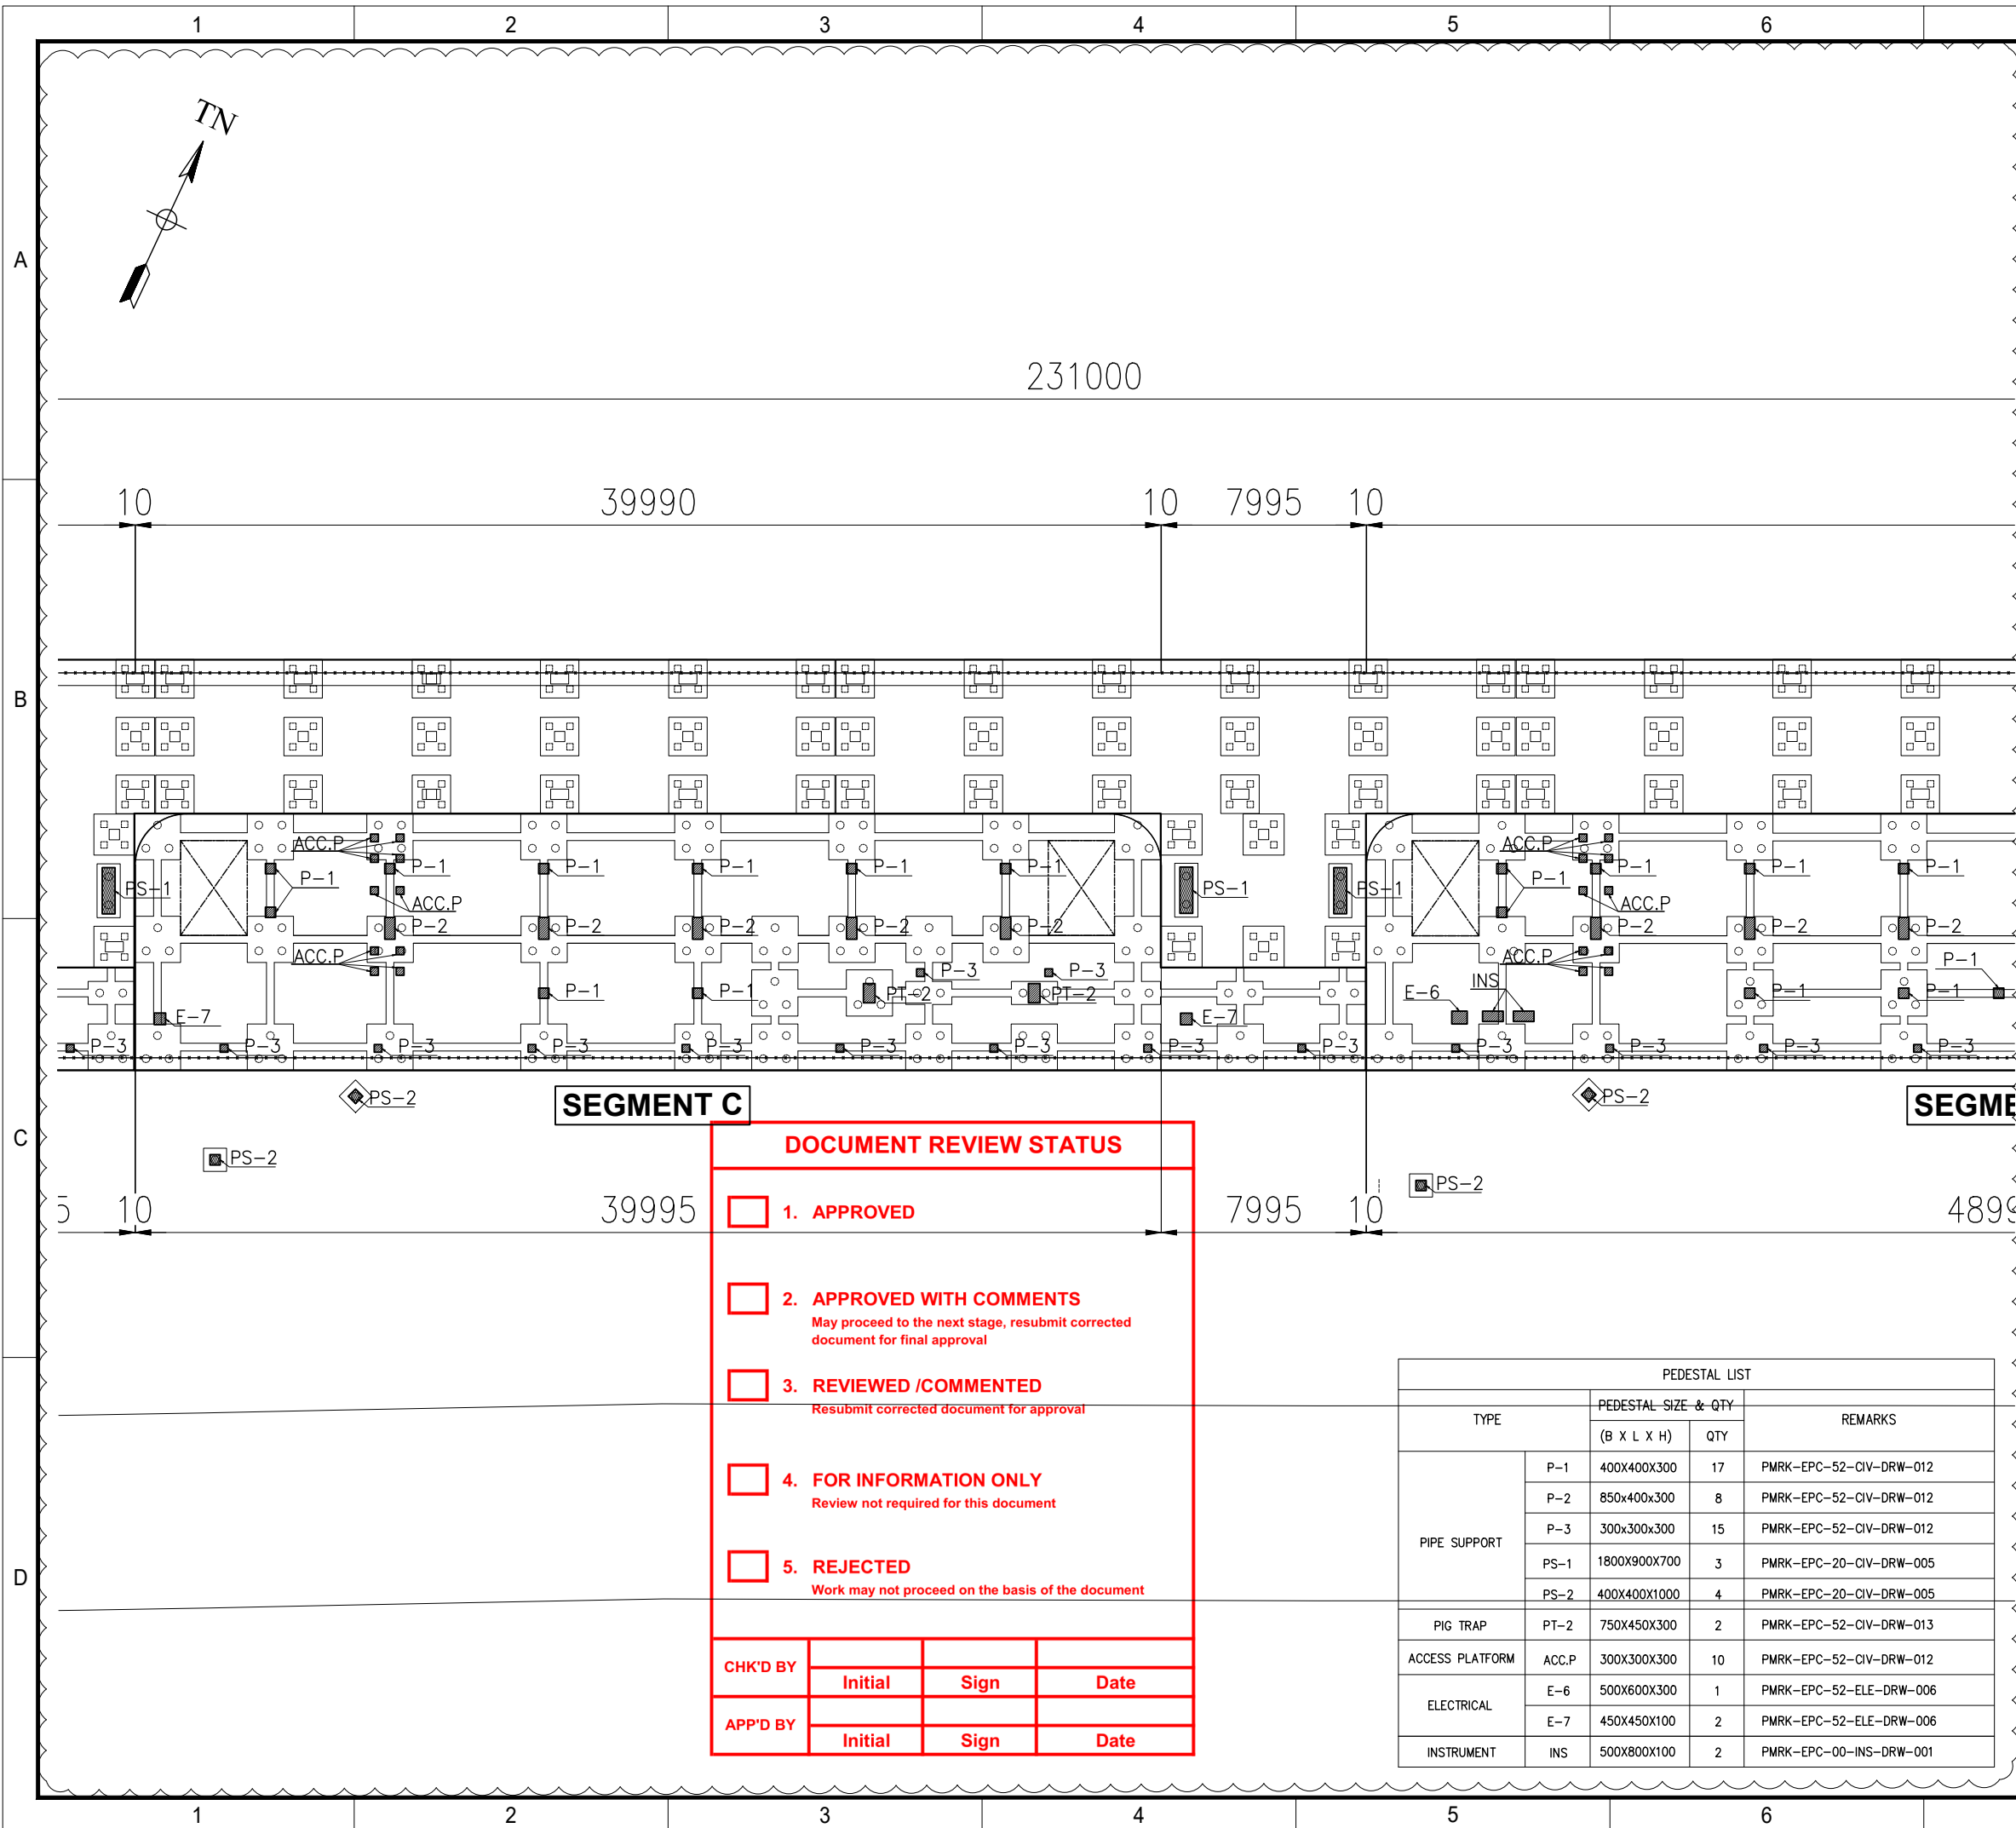 1 2 3 4 5 6
TN
A
231000
10 39990 10 7995 10
B
ACC.P ACC.P
P-1 P-1 P-1 P-1 P-1 P-1 P-1 P-1
PS-1 P-1 PS-1 PS-1 P-1
ACC.P ACC.P
P-2 P-2 P-2 P-2 P-2 P-2 P-2 P-2
ACC.P ACC.P
P-3 P-3 P-1
INS
P-1 P-1 PT-2 PT-2 E-6 P-1 P-1
E-7 E-7
P-3 P-3 P-3 P-3 P-3 P-3 P-3 P-3 P-3 P-3 P-3 P-3 P-3
PS-2 PS-2
SEGMENT C SEGME
C
PS-2 PS-2
5 10 39995 7995 10 4899
DOCUMENT REVIEW STATUS
1. APPROVED
2. APPROVED WITH COMMENTS
May proceed to the next stage, resubmit corrected
document for final approval
3. REVIEWED /COMMENTED
Resubmit corrected document for approval
4. FOR INFORMATION ONLY
Review not required for this document
5. REJECTED
Work may not proceed on the basis of the document
CHK'D BY
Initial Sign Date
APP'D BY
Initial Sign Date
D
PEDESTAL LIST
TYPE PEDESTAL SIZE & QTY REMARKS
(B X L X H) QTY
PIPE SUPPORT
P-1 400X400X300 17 PMRK-EPC-52-CIV-DRW-012
P-2 850x400x300 8 PMRK-EPC-52-CIV-DRW-012
P-3 300x300x300 15 PMRK-EPC-52-CIV-DRW-012
PS-1 1800X900X700 3 PMRK-EPC-20-CIV-DRW-005
PS-2 400X400X1000 4 PMRK-EPC-20-CIV-DRW-005
PIG TRAP PT-2 750X450X300 2 PMRK-EPC-52-CIV-DRW-013
ACCESS PLATFORM ACC.P 300X300X300 10 PMRK-EPC-52-CIV-DRW-012
ELECTRICAL
E-6 500X600X300 1 PMRK-EPC-52-ELE-DRW-006
E-7 450X450X100 2 PMRK-EPC-52-ELE-DRW-006
INSTRUMENT INS 500X800X100 2 PMRK-EPC-00-INS-DRW-001
1 2 3 4 5 6